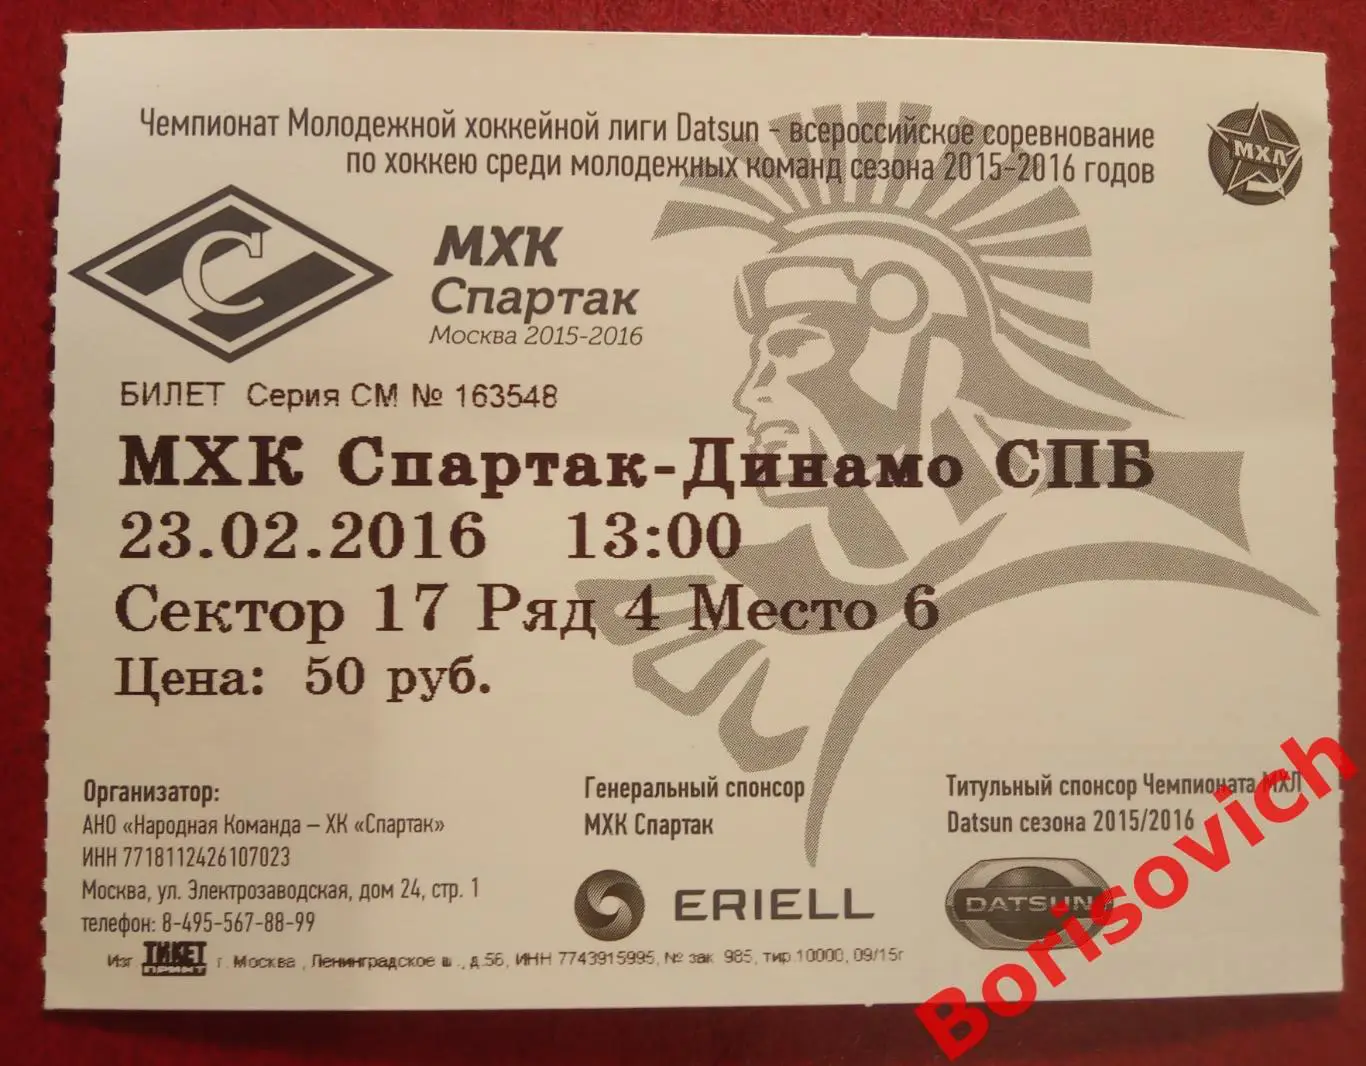 Чемпионат Молодежной хоккейной лиги Datsun - всероссийское соревнование
по хоккею среди молодежных команд сезона 2015-2016 годов
МХЛ
С
МХК
Спартак
Москва 2015-2016
БИЛЕТ Серия СМ № 163548
МХК Спартак-Динамо СПБ
23.02.2016 13:00
Сектор 17 Ряд 4 Место 6
Цена: 50 руб.
Организатор:
АНО «Народная Команда – ХК «Спартак»
ИНН 7718112426107023
Москва, ул. Электрозаводская, дом 24, стр. 1
телефон: 8-495-567-88-99
Генеральный спонсор
МХК Спартак
ERIELL
Титульный спонсор Чемпионата МХЛ
Datsun сезона 2015/2016
DATSUN
Изг. ТИКЕТ ПРИНТ г. Москва, Ленинградское ш., д.56, ИНН 7743915995, № зак 985, тир.10000, 09/15г
Borisovich